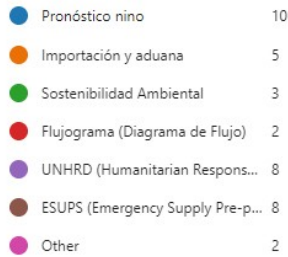 Pronóstico nino 10
Importación y aduana 5
Sostenibilidad Ambiental 3
Flujograma (Diagrama de Flujo) 2
UNHRD (Humanitarian Respons... 8
ESUPS (Emergency Supply Pre-p... 8
Other 2